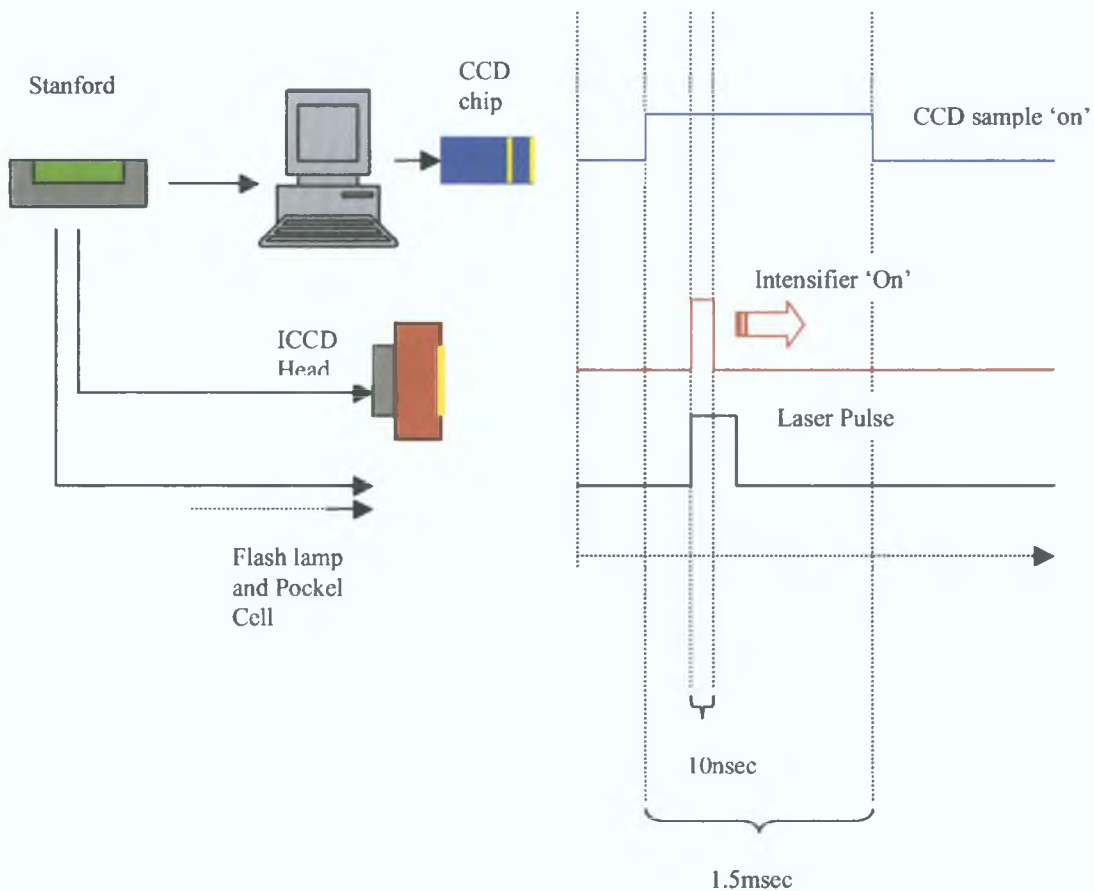 Stanford
CCD
chip
CCD sample ‘on’
Intensifier ‘On’
ICCD
Head
Laser Pulse
Flash lamp
and Pockel
Cell
10nsec
1.5msec